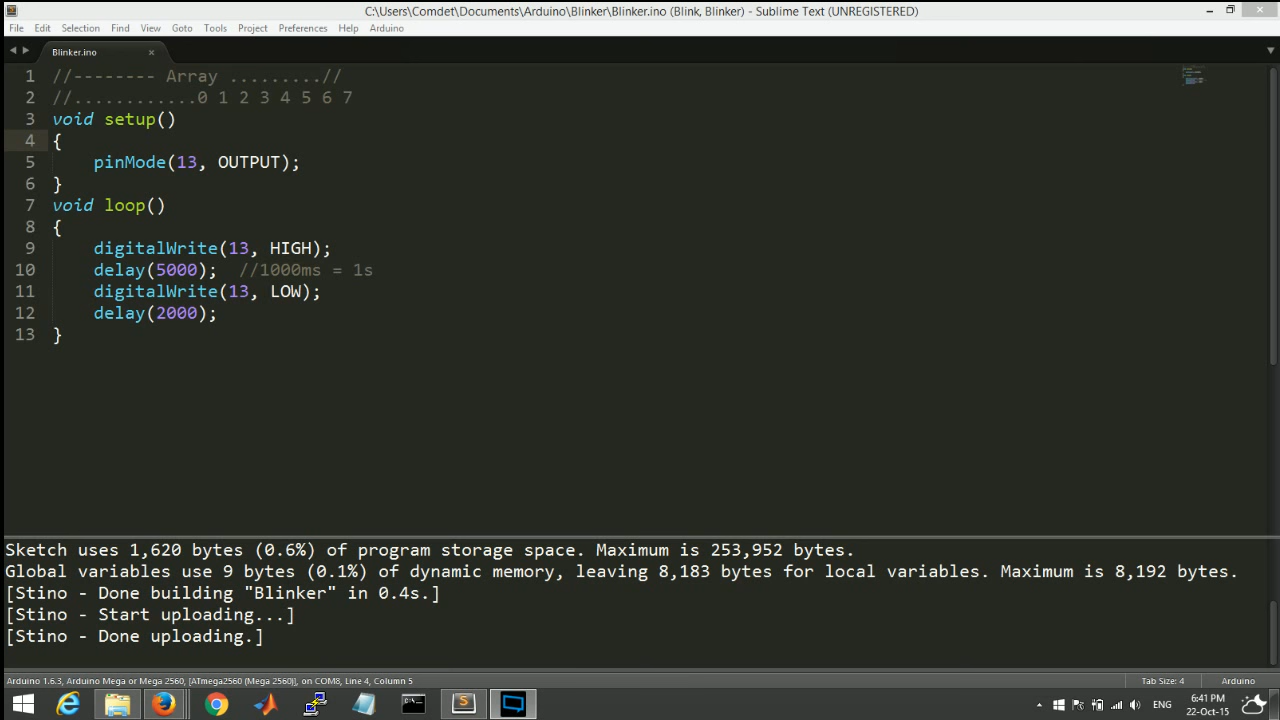 C:\Users\Comdet\Documents\Arduino\Blinker\Blinker.ino (Blink, Blinker) - Sublime Text (UNREGISTERED)
File Edit Selection Find View Goto Tools Project Preferences Help Arduino
Blinker.ino
1 //-------- Array .........//
2 //............0 1 2 3 4 5 6 7
3 void setup()
4 {
5 pinMode(13, OUTPUT);
6 }
7 void loop()
8 {
9 digitalWrite(13, HIGH);
10 delay(5000); //1000ms = 1s
11 digitalWrite(13, LOW);
12 delay(2000);
13 }
Sketch uses 1,620 bytes (0.6%) of program storage space. Maximum is 253,952 bytes.
Global variables use 9 bytes (0.1%) of dynamic memory, leaving 8,183 bytes for local variables. Maximum is 8,192 bytes.
[Stino - Done building "Blinker" in 0.4s.]
[Stino - Start uploading...]
[Stino - Done uploading.]
Arduino 1.6.3, Arduino Mega or Mega 2560, [ATmega2560 (Mega 2560)], on COM8, Line 4, Column 5 Tab Size: 4 Arduino
ENG 6:41 PM
22-Oct-15